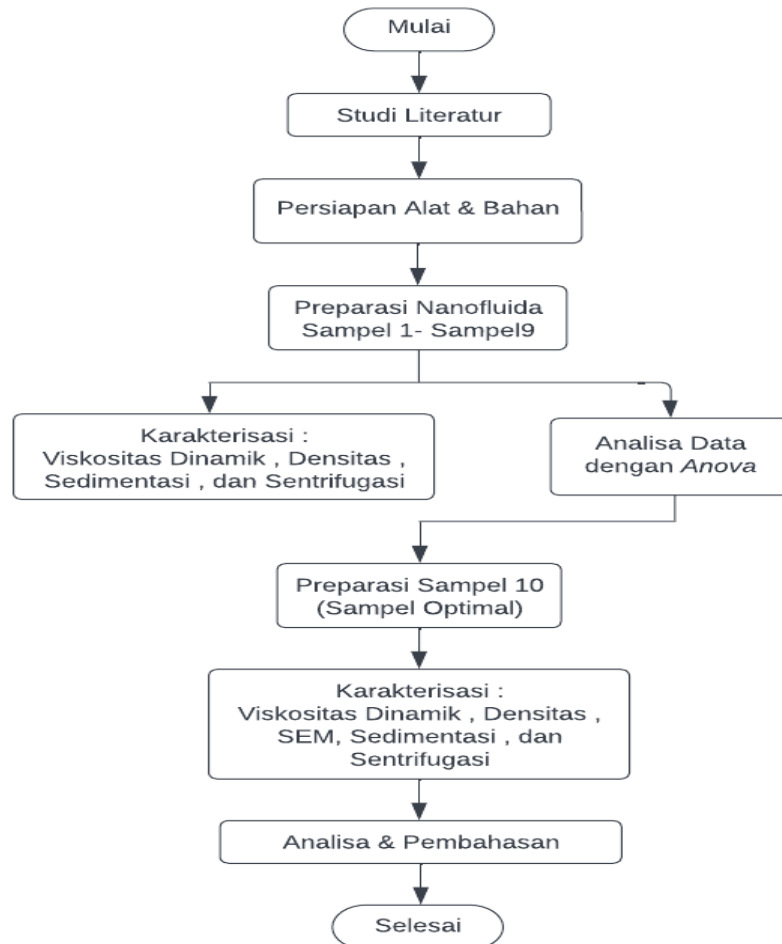 Mulai
Studi Literatur
Persiapan Alat & Bahan
Preparasi Nanofluida
Sampel 1- Sampel9
Karakterisasi :
Viskositas Dinamik , Densitas ,
Sedimentasi , dan Sentrifugasi
Analisa Data
dengan Anova
Preparasi Sampel 10
(Sampel Optimal)
Karakterisasi :
Viskositas Dinamik , Densitas ,
SEM, Sedimentasi , dan
Sentrifugasi
Analisa & Pembahasan
Selesai